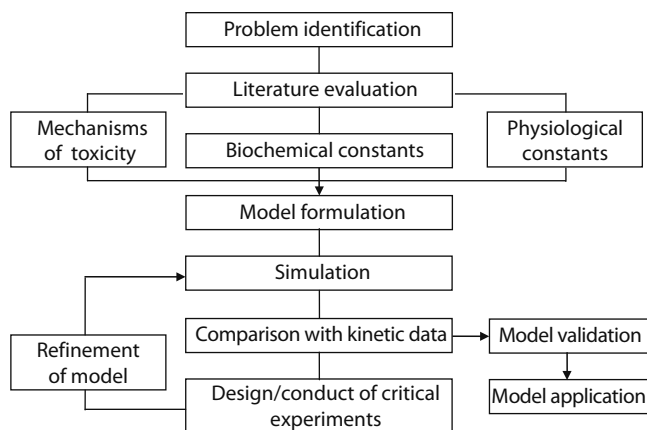 Problem identification
Literature evaluation
Mechanisms
of toxicity
Biochemical constants
Physiological
constants
Model formulation
Simulation
Comparison with kinetic data
Model validation
Refinement
of model
Design/conduct of critical
experiments
Model application